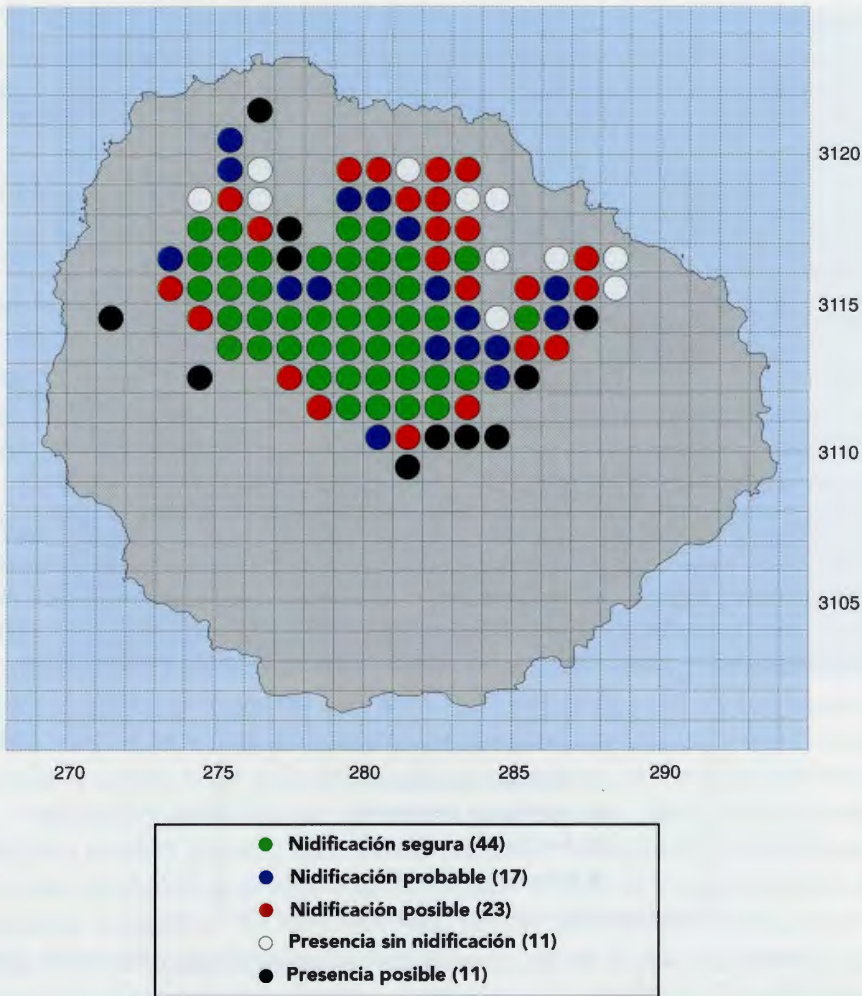 3120
3115
3110
3105
270 275 280 285 290
Nidificación segura (44)
Nidificación probable (17)
Nidificación posible (23)
Presencia sin nidificación (11)
Presencia posible (11)